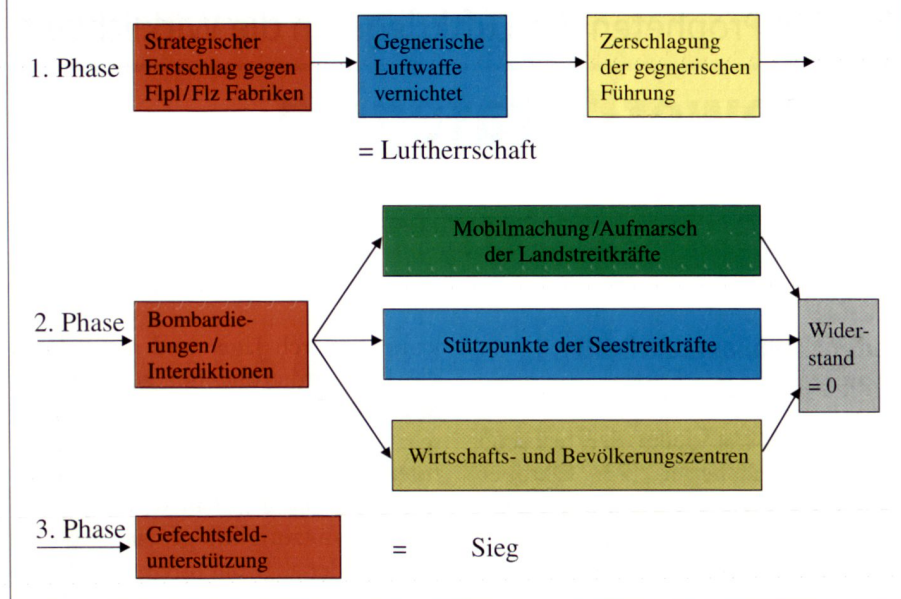 1. Phase
Strategischer
Erstschlag gegen
Flpl/Flz Fabriken
Gegnerische
Luftwaffe
vernichtet
Zerschlagung
der gegnerischen
Führung
= Luftherrschaft
2. Phase
Bombardie-
rungen/
Interdiktionen
Mobilmachung/Aufmarsch
der Landstreitkräfte
Stützpunkte der Seestreitkräfte
Wirtschafts- und Bevölkerungszentren
Wider-
stand
= 0
3. Phase
Gefechtsfeld-
unterstützung
= Sieg